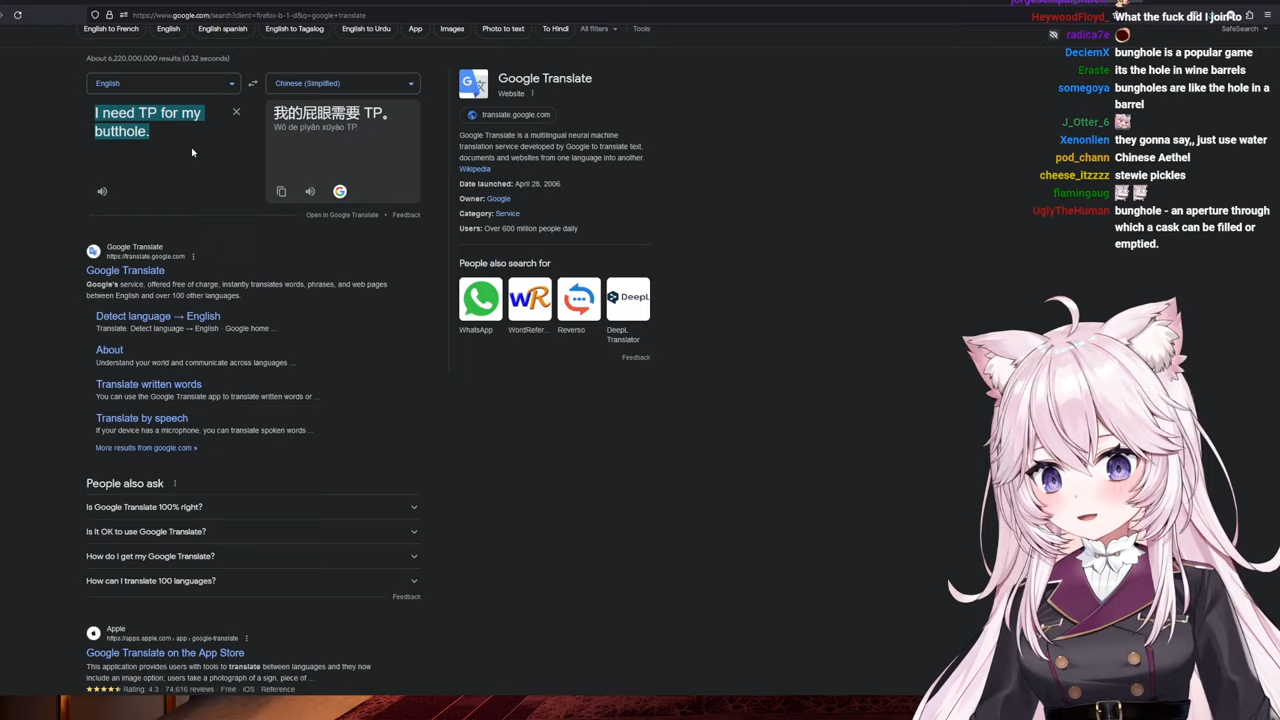 https://www.google.com/search?client=firefox-b-1-d&q=google+translate
English to French
English
English spanish
English to Tagalog
English to Urdu
App
Images
Photo to text
To Hindi
All filters
Tools
SafeSearch
About 6,220,000,000 results (0.32 seconds)
English
Chinese (Simplified)
I need TP for my
butthole.
我的屁眼需要 TP。
Wǒ de pìyǎn xūyào TP.
Open in Google Translate • Feedback
Google Translate
https://translate.google.com
Google Translate
Google's service, offered free of charge, instantly translates words, phrases, and web pages
between English and over 100 other languages.
Detect language → English
Translate. Detect language → English · Google home ...
About
Understand your world and communicate across languages ...
Translate written words
You can use the Google Translate app to translate written words or ...
Translate by speech
If your device has a microphone, you can translate spoken words ...
More results from google.com »
People also ask
Is Google Translate 100% right?
Is It OK to use Google Translate?
How do I get my Google Translate?
How can I translate 100 languages?
Feedback
Apple
https://apps.apple.com › app › google-translate
Google Translate on the App Store
This application provides users with tools to translate between languages and they now
include an image option; users take a photograph of a sign, piece of ...
Rating: 4.3 · 74,616 reviews · Free · iOS · Reference
Google Translate
Website
translate.google.com
Google Translate is a multilingual neural machine
translation service developed by Google to translate text,
documents and websites from one language into another.
Wikipedia
Date launched: April 28, 2006
Owner: Google
Category: Service
Users: Over 600 million people daily
People also search for
WhatsApp
WordRefer...
Reverso
DeepL
DeepL
Translator
Feedback
HeywoodFloyd_ What the fuck did I join to
radica7e
DeciemX bunghole is a popular game
Eraste its the hole in wine barrels
somegoya bungholes are like the hole in a
barrel
J_Otter_6
Xenonlien they gonna say,, just use water
pod_chann Chinese Aethel
cheese_itzzzz stewie pickles
flamingaug
UglyTheHuman bunghole - an aperture through
which a cask can be filled or
emptied.